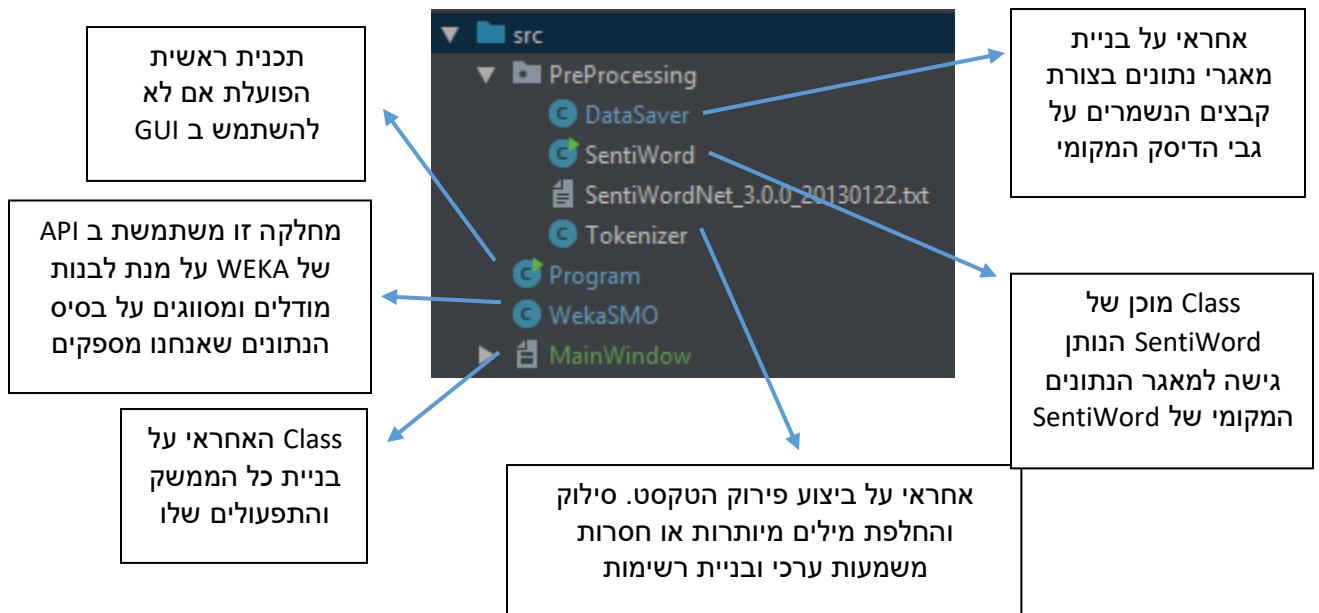 תכנית ראשית
הפועלת אם לא
להשתמש ב GUI
src
PreProcessing
DataSaver
SentiWord
SentiWordNet_3.0.0_20130122.txt
Tokenizer
Program
WekaSMO
MainWindow
אחראי על בניית
מאגרי נתונים בצורת
קבצים הנשמרים על
גבי הדיסק המקומי
מחלקה זו משתמשת ב API
של WEKA על מנת לבנות
מודלים ומסווגים על בסיס
הנתונים שאנחנו מספקים
Class מוכן של
SentiWord הנותן
גישה למאגר הנתונים
המקומי של SentiWord
Class האחראי על
בניית כל הממשק
והתפעולים שלו
אחראי על ביצוע פירוק הטקסט. סילוק
והחלפת מילים מיותרות או חסרות
משמעות ערכי ובניית רשימות